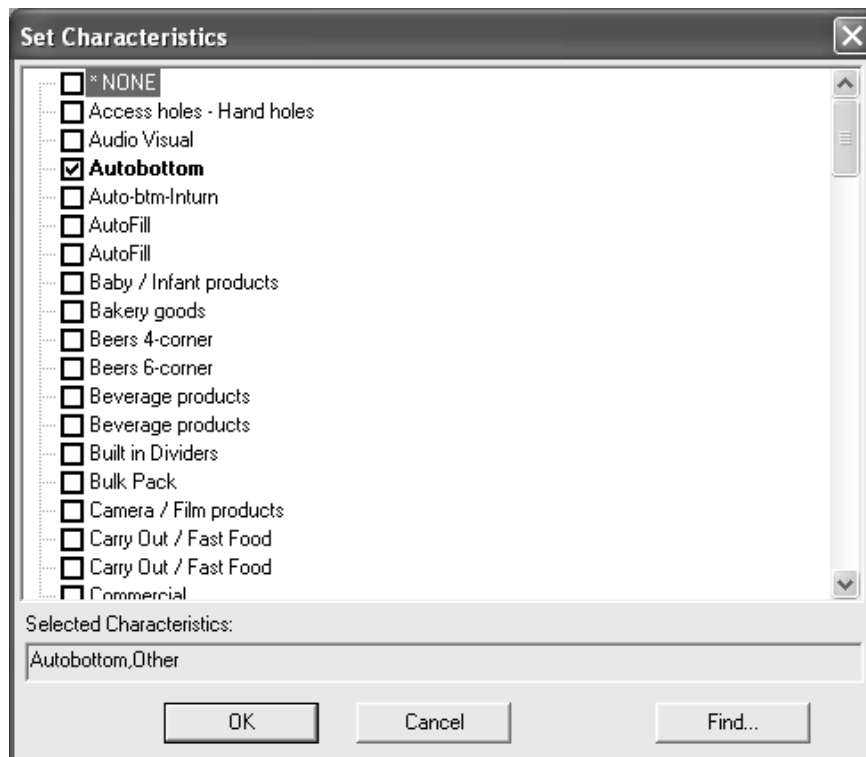 Set Characteristics
* NONE
Access holes - Hand holes
Audio Visual
Autobottom
Auto-btm-Inturn
AutoFill
AutoFill
Baby / Infant products
Bakery goods
Beers 4-corner
Beers 6-corner
Beverage products
Beverage products
Built in Dividers
Bulk Pack
Camera / Film products
Carry Out / Fast Food
Carry Out / Fast Food
Commercial
Selected Characteristics:
Autobottom,Other
OK Cancel Find...